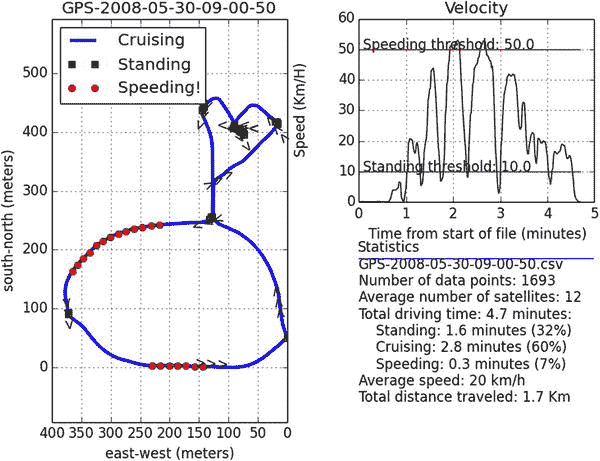 GPS-2008-05-30-09-00-50
Cruising
Standing
Speeding!
500
400
300
200
100
0
south-north (meters)
400 350 300 250 200 150 100 50 0
east-west (meters)
Velocity
60
50
40
30
20
10
0
Speed (Km/H)
Speeding threshold: 50.0
Standing threshold: 10.0
0 1 2 3 4 5
Time from start of file (minutes)
Statistics
GPS-2008-05-30-09-00-50.csv
Number of data points: 1693
Average number of satellites: 12
Total driving time: 4.7 minutes:
Standing: 1.6 minutes (32%)
Cruising: 2.8 minutes (60%)
Speeding: 0.3 minutes (7%)
Average speed: 20 km/h
Total distance traveled: 1.7 Km